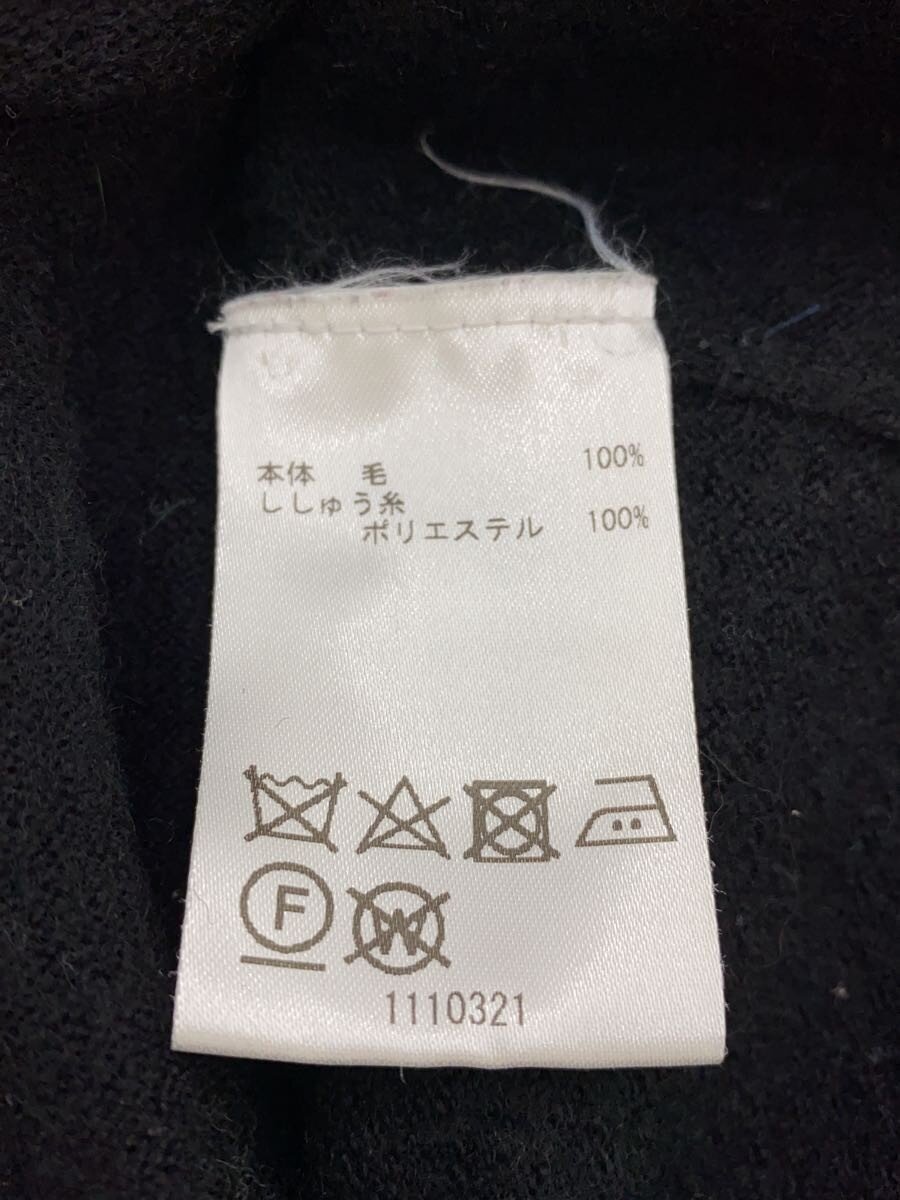 本体 毛 100%
ししゅう糸
ポリエステル 100%
F
W
1110321